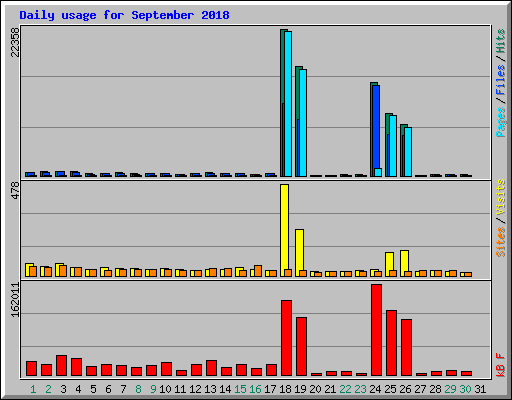 Daily usage for September 2018
22358
Pages / Files / Hits
478
Sites / Visits
162011
kB F
1 2 3 4 5 6 7 8 9 10 11 12 13 14 15 16 17 18 19 20 21 22 23 24 25 26 27 28 29 30 31